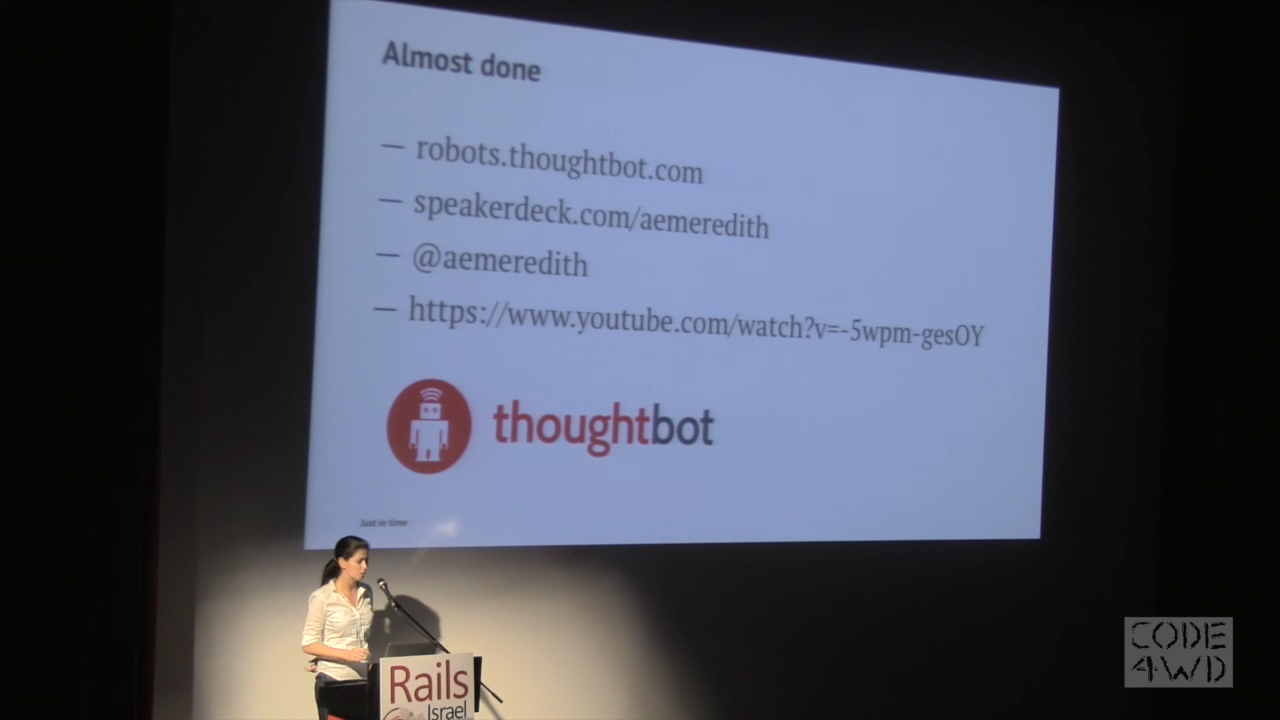 Almost done
— robots.thoughtbot.com
— speakerdeck.com/aemeredith
— @aemeredith
— https://www.youtube.com/watch?v=-5wpm-gesOY
thoughtbot
Just in time
Rails
Israel
CODE
4WD